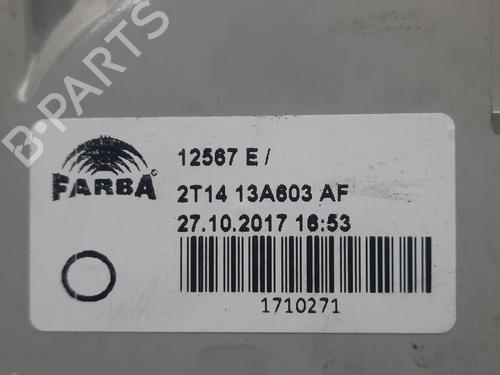 B-PARTS
FARBA
12567 E /
2T14 13A603 AF
27.10.2017 16:53
1710271